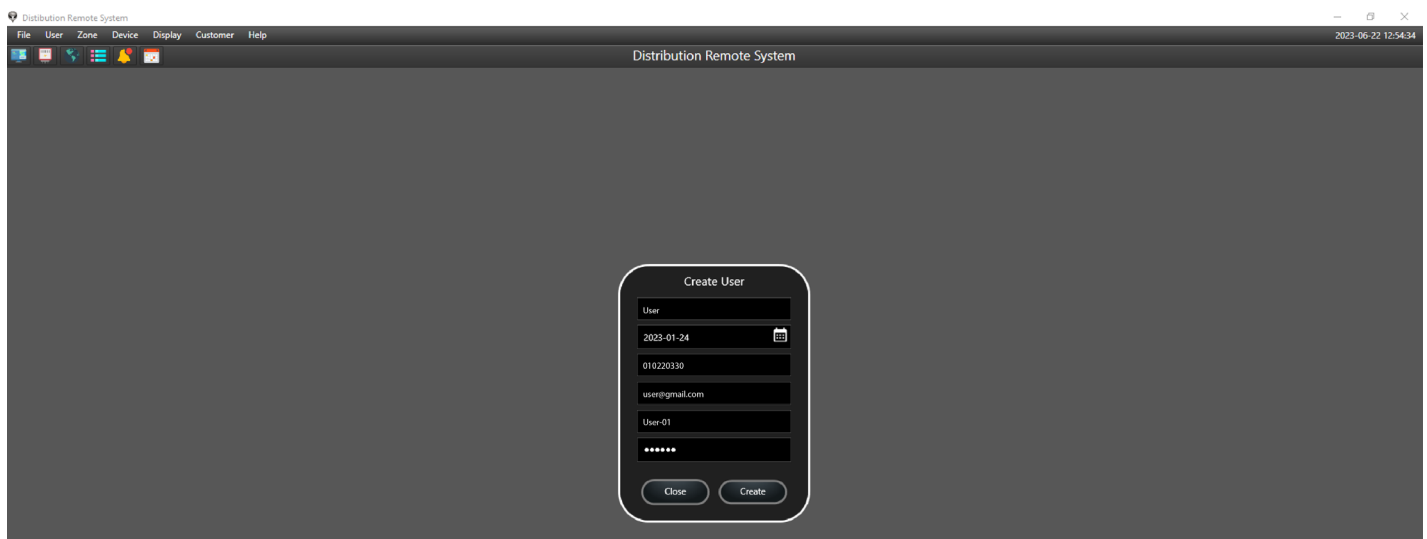 Distibution Remote System
File User Zone Device Display Customer Help
2023-06-22 12:54:34
Distribution Remote System
Create User
User
2023-01-24
010220330
user@gmail.com
User-01
••••••
Close Create